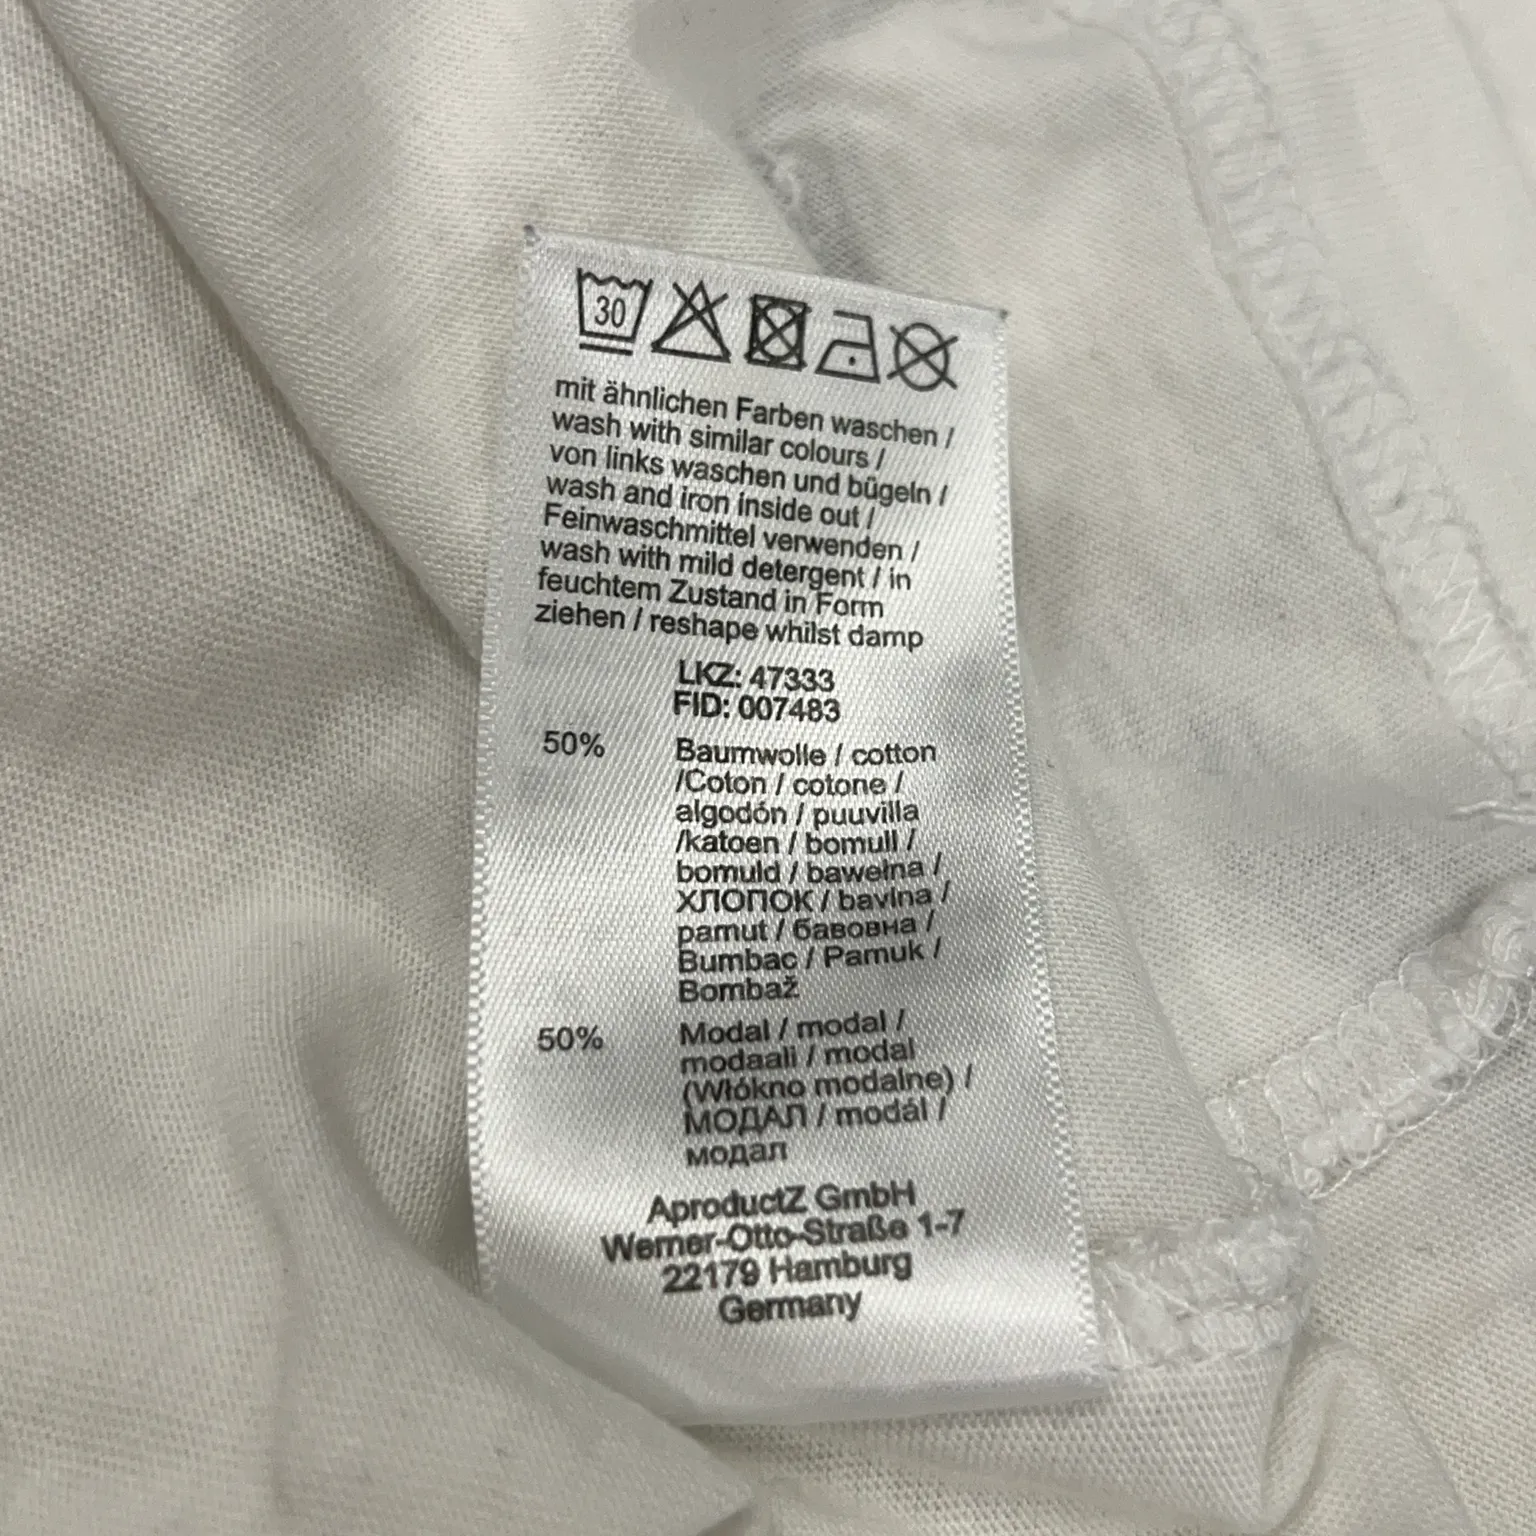 30
mit ähnlichen Farben waschen /
wash with similar colours /
von links waschen und bügeln /
wash and iron inside out /
Feinwaschmittel verwenden /
wash with mild detergent / in
feuchtem Zustand in Form
ziehen / reshape whilst damp
LKZ: 47333
FID: 007483
50% Baumwolle / cotton
/Coton / cotone /
algodón / puuvilla
/katoen / bomull /
bomuld / bawełna /
ХЛОПОК / bavlna /
pamut / бавовна /
Bumbac / Pamuk /
Bombaž
50% Modal / modal /
modaali / modal
(Włókno modalne) /
МОДАЛ / modál /
модал
AproductZ GmbH
Werner-Otto-Straße 1-7
22179 Hamburg
Germany